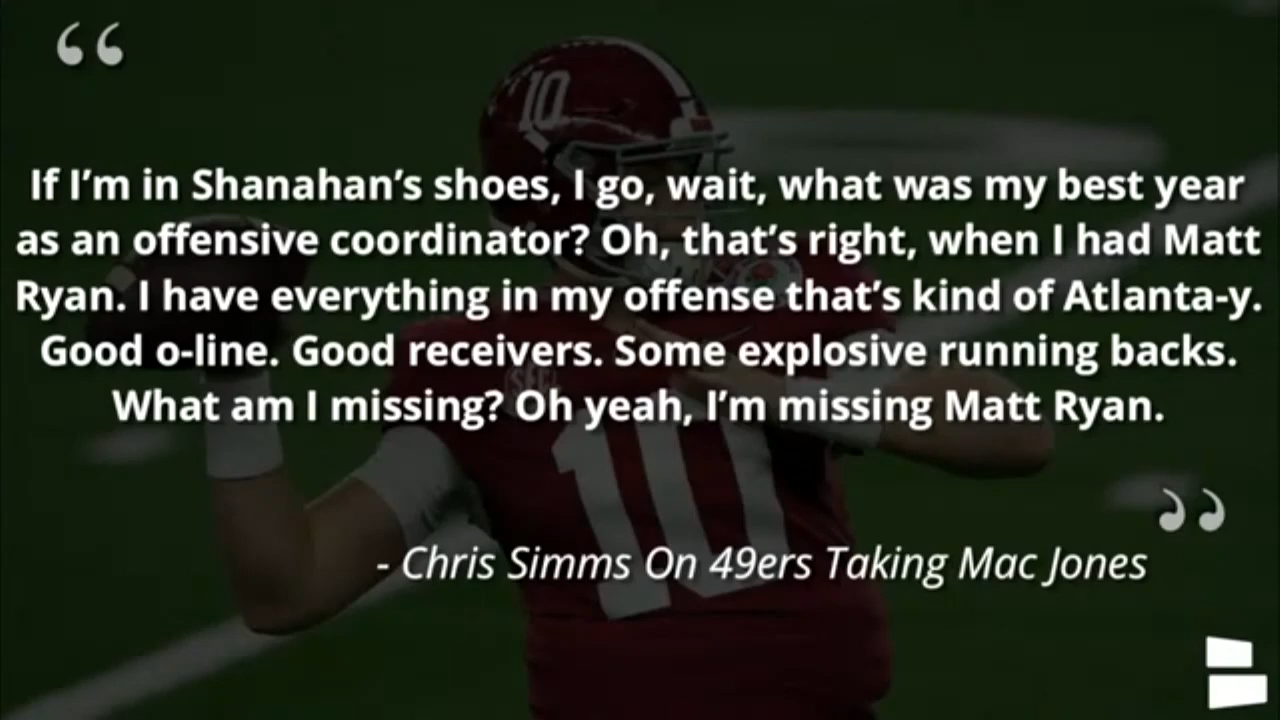 10
“
If I’m in Shanahan’s shoes, I go, wait, what was my best year
as an offensive coordinator? Oh, that’s right, when I had Matt
Ryan. I have everything in my offense that’s kind of Atlanta-y.
Good o-line. Good receivers. Some explosive running backs.
What am I missing? Oh yeah, I’m missing Matt Ryan.
10
”
- Chris Simms On 49ers Taking Mac Jones